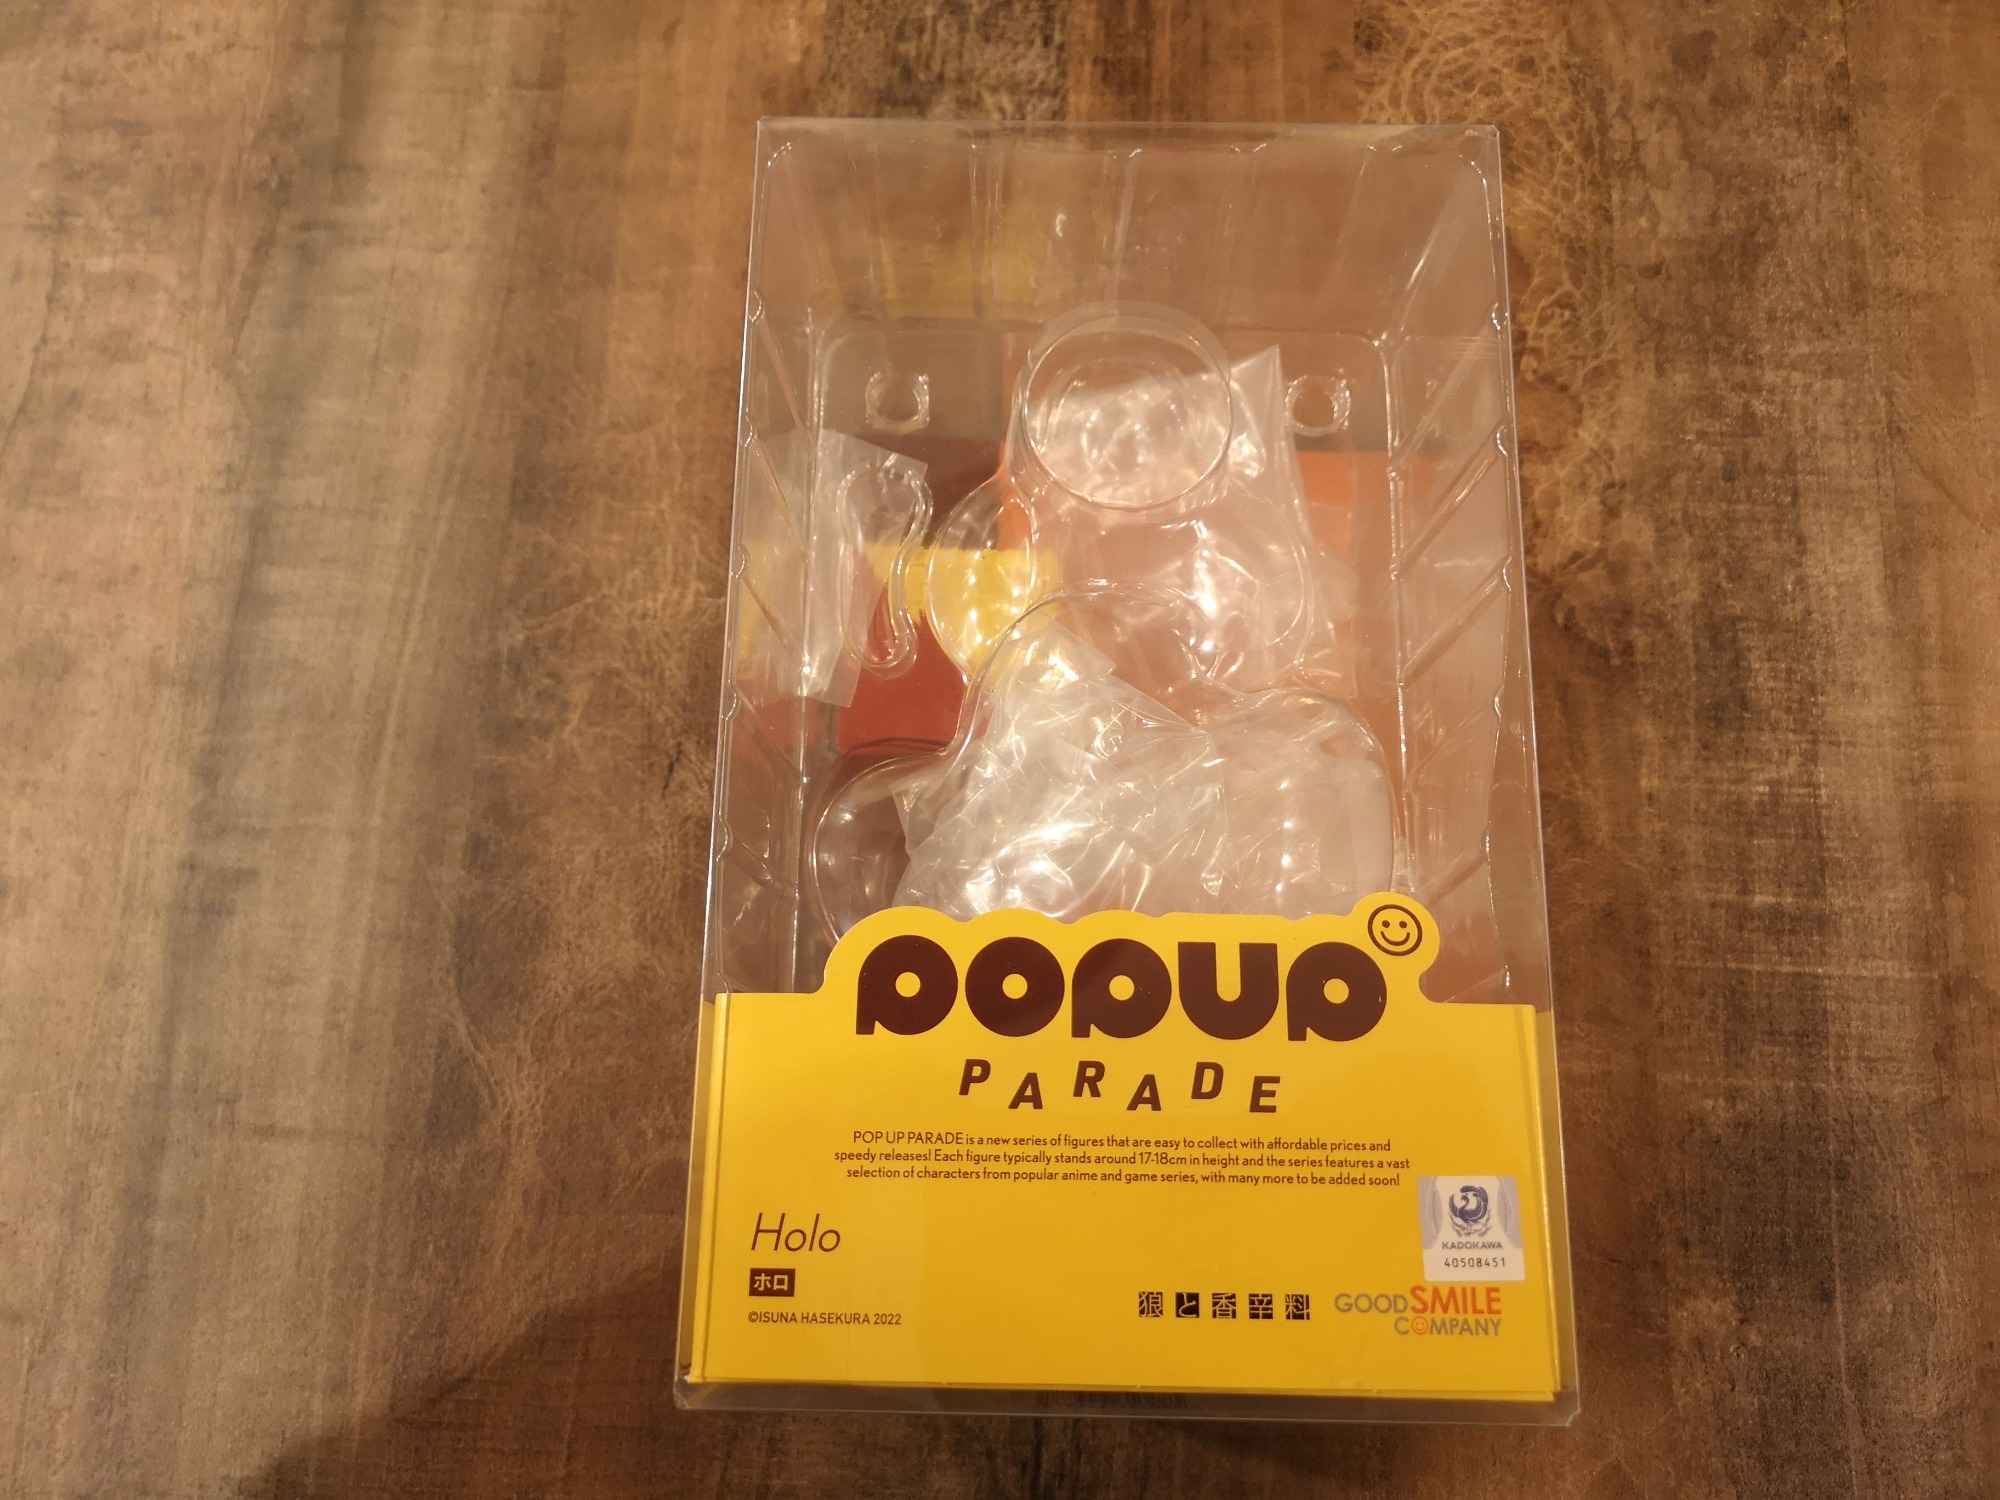 POPUP
PARADE
POP UP PARADE is a new series of figures that are easy to collect with affordable prices and
speedy releases! Each figure typically stands around 17-18cm in height and the series features a vast
selection of characters from popular anime and game series, with many more to be added soon!
Holo
ホロ
©ISUNA HASEKURA 2022
狼と香辛料
KADOKAWA
40508451
GOODSMILE
COMPANY